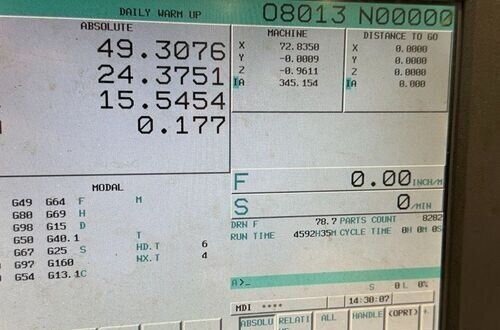 DAILY WARM UP O8013 N00000
ABSOLUTE
49.3076
24.3751
15.5454
0.177
MACHINE
X 72.8350
Y -0.0009
Z -0.9611
IA 345.154
DISTANCE TO GO
X 0.0000
Y 0.0000
Z 0.0000
IA 0.000
MODAL
G49 G64 F M
G80 G69 H
G98 G15 D
G50 G40.1 T
G67 G25 S HD.T 6
G97 G160 NX.T 4
G54 G13.1C
F 0.00 INCH/M
S 0 /MIN
DRN F 78.7 PARTS COUNT 8282
RUN TIME 4592H35M CYCLE TIME 0H 0M 0S
A>_
S 0 L 0%
MDI **** 14:30:07
ABSOLU RELATI ALL HANDLE (OPRT) +